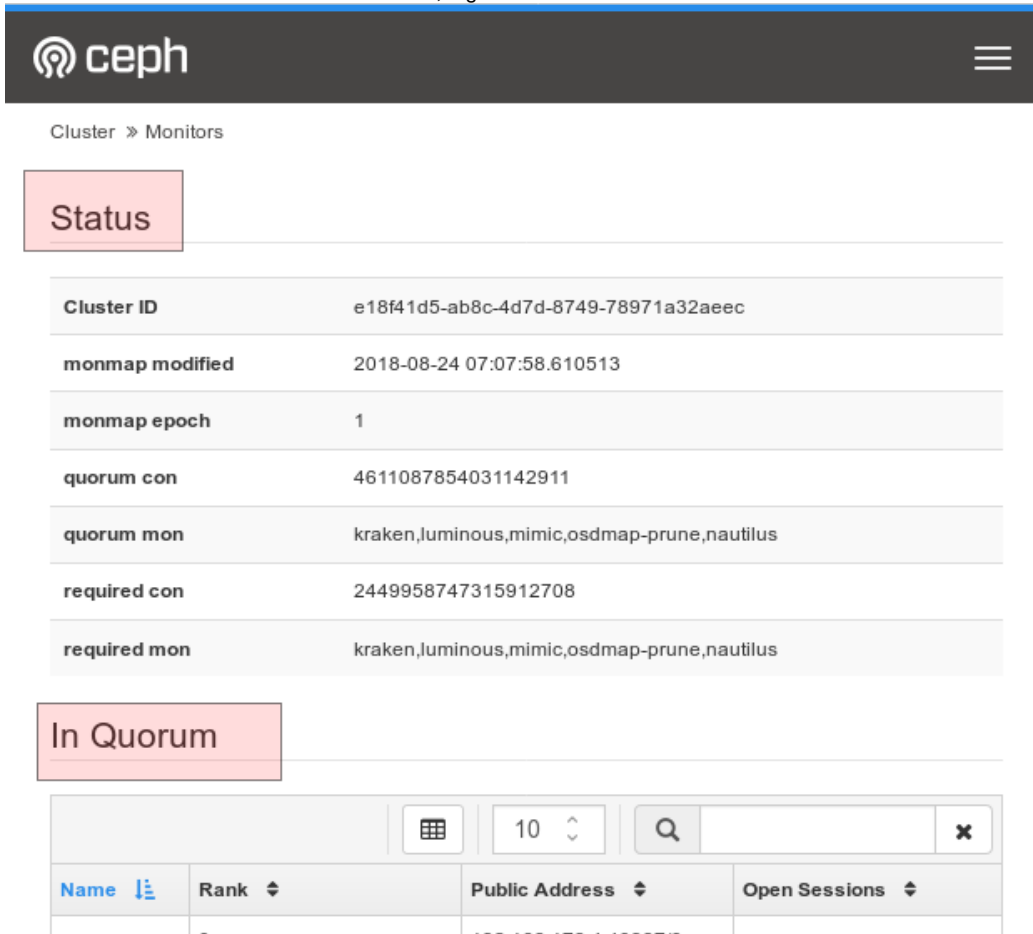 ceph
Cluster » Monitors
Status
Cluster ID e18f41d5-ab8c-4d7d-8749-78971a32aeec
monmap modified 2018-08-24 07:07:58.610513
monmap epoch 1
quorum con 4611087854031142911
quorum mon kraken,luminous,mimic,osdmap-prune,nautilus
required con 2449958747315912708
required mon kraken,luminous,mimic,osdmap-prune,nautilus
In Quorum
10
Name Rank Public Address Open Sessions